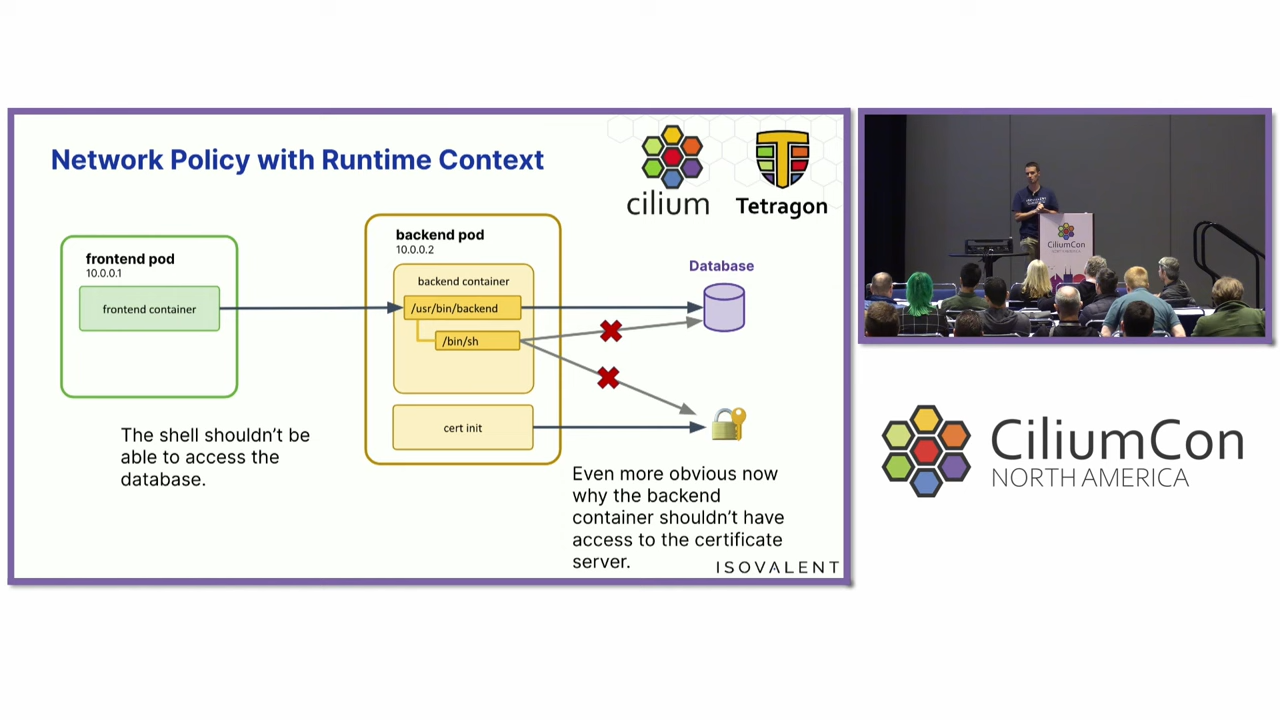 Network Policy with Runtime Context
cilium
Tetragon
frontend pod
10.0.0.1
frontend container
backend pod
10.0.0.2
backend container
/usr/bin/backend
/bin/sh
cert init
Database
The shell shouldn’t be
able to access the
database.
Even more obvious now
why the backend
container shouldn’t have
access to the certificate
server.
ISOVALENT
CiliumCon
NORTH AMERICA
CiliumCon
NORTH AMERICA